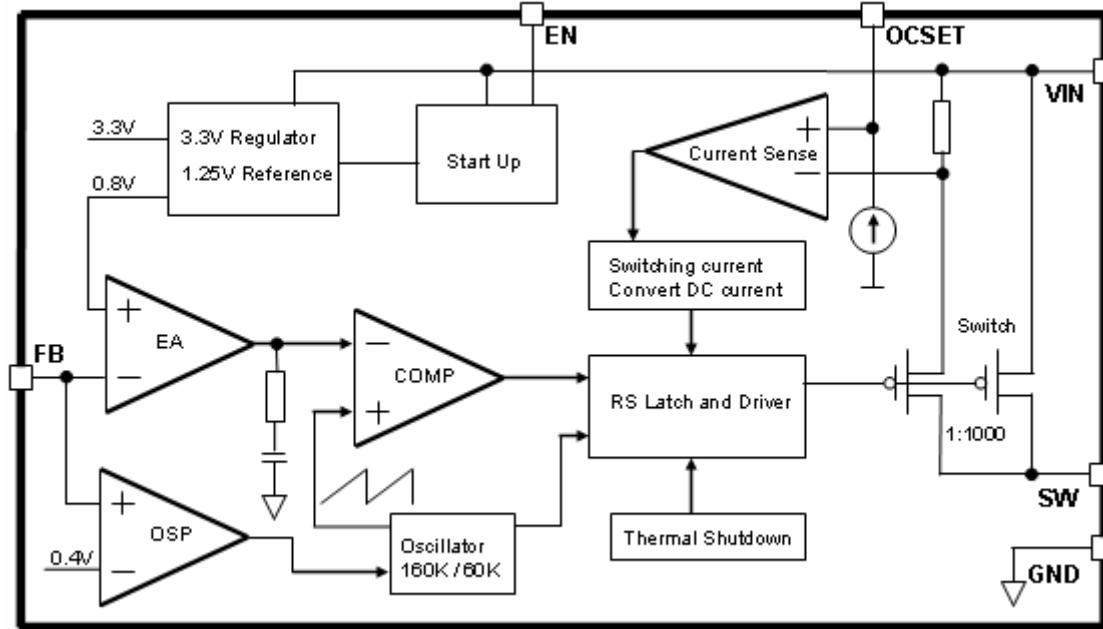 EN
OCSET
VIN
3.3V
3.3V Regulator
1.25V Reference
0.8V
Start Up
+
Current Sense
−
Switching current
Convert DC current
+
EA
−
FB
−
COMP
+
Switch
RS Latch and Driver
1:1000
SW
+
OSP
−
0.4V
Oscillator
160K / 60K
Thermal Shutdown
GND